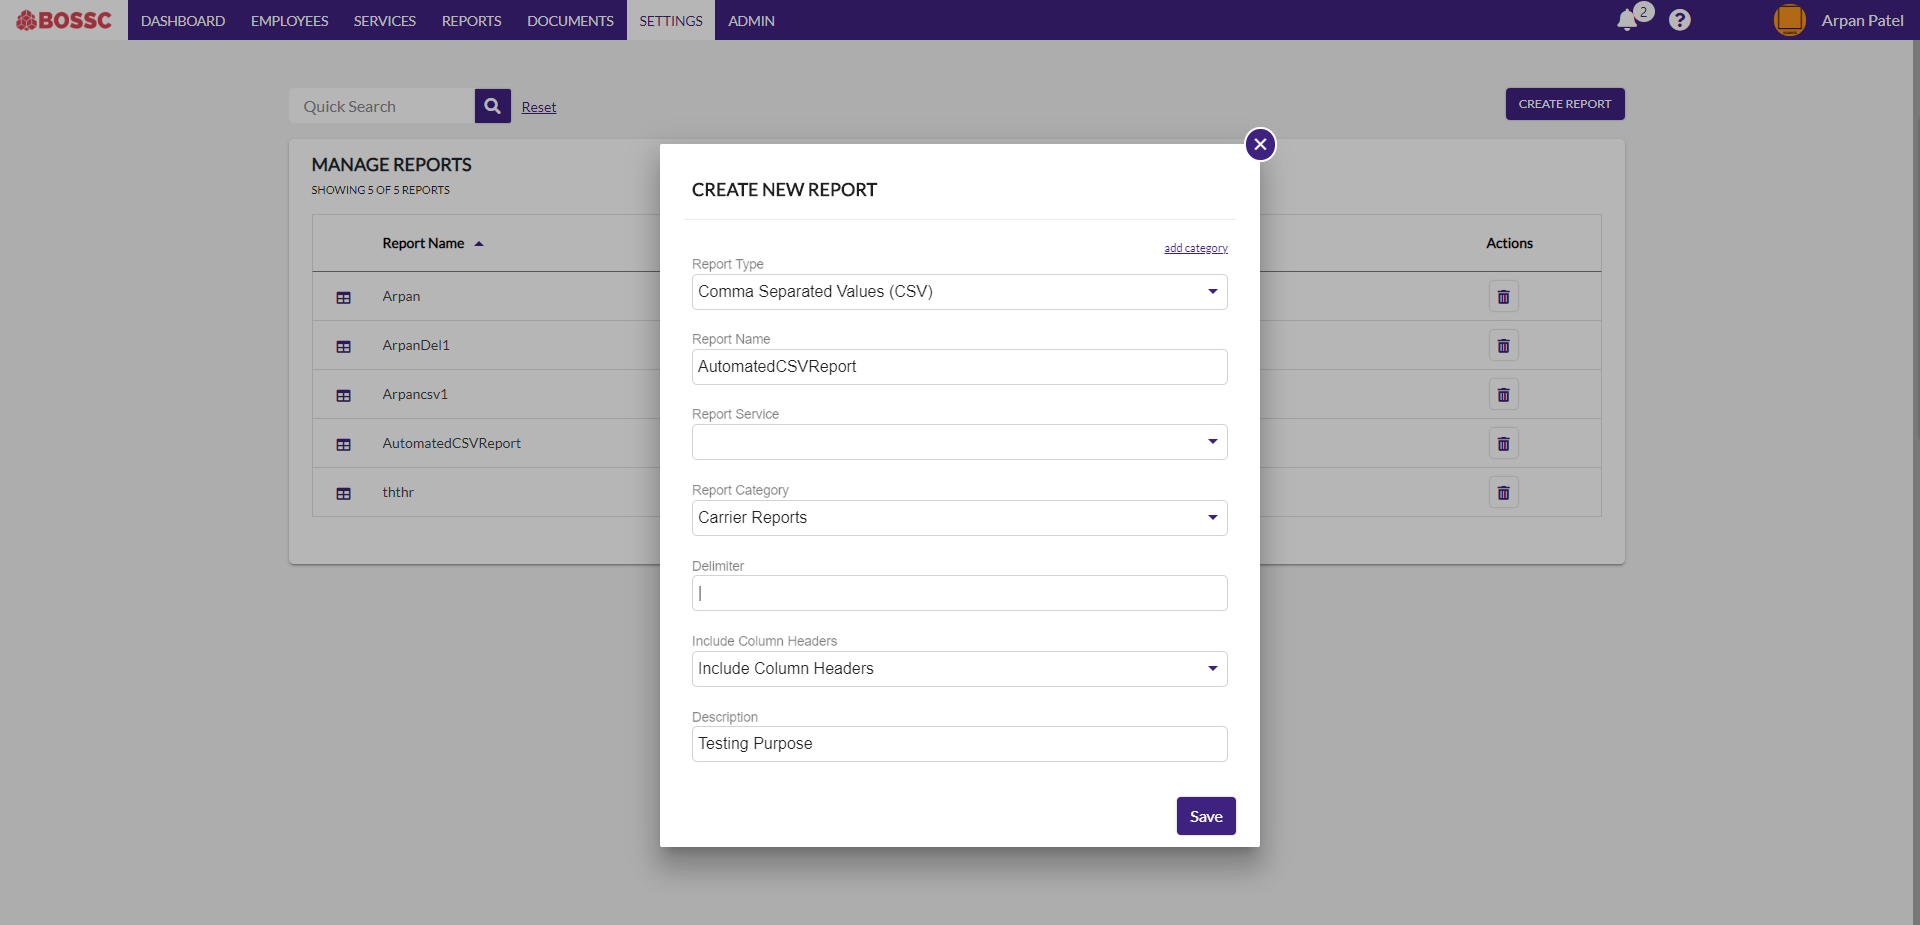 BOSSC DASHBOARD EMPLOYEES SERVICES REPORTS DOCUMENTS SETTINGS ADMIN 2 ? Arpan Patel
Quick Search Reset CREATE REPORT
MANAGE REPORTS
SHOWING 5 OF 5 REPORTS
Report Name Actions
Arpan
ArpanDel1
Arpancsv1
AutomatedCSVReport
ththr
CREATE NEW REPORT
add category
Report Type
Comma Separated Values (CSV)
Report Name
AutomatedCSVReport
Report Service
Report Category
Carrier Reports
Delimiter
|
Include Column Headers
Include Column Headers
Description
Testing Purpose
Save